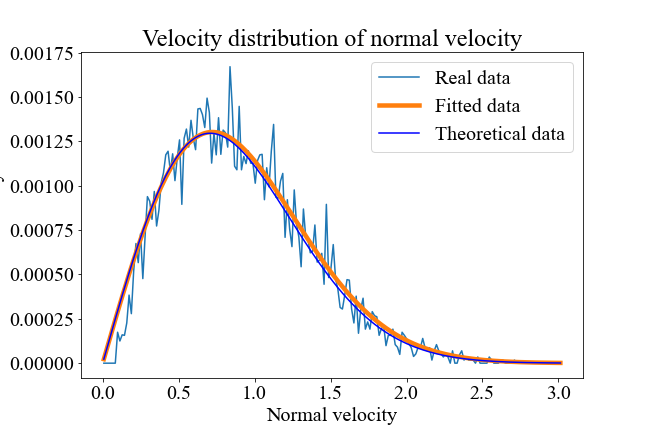 Velocity distribution of normal velocity
0.00175
0.00150
0.00125
0.00100
0.00075
0.00050
0.00025
0.00000
Real data
Fitted data
Theoretical data
0.0 0.5 1.0 1.5 2.0 2.5 3.0
Normal velocity